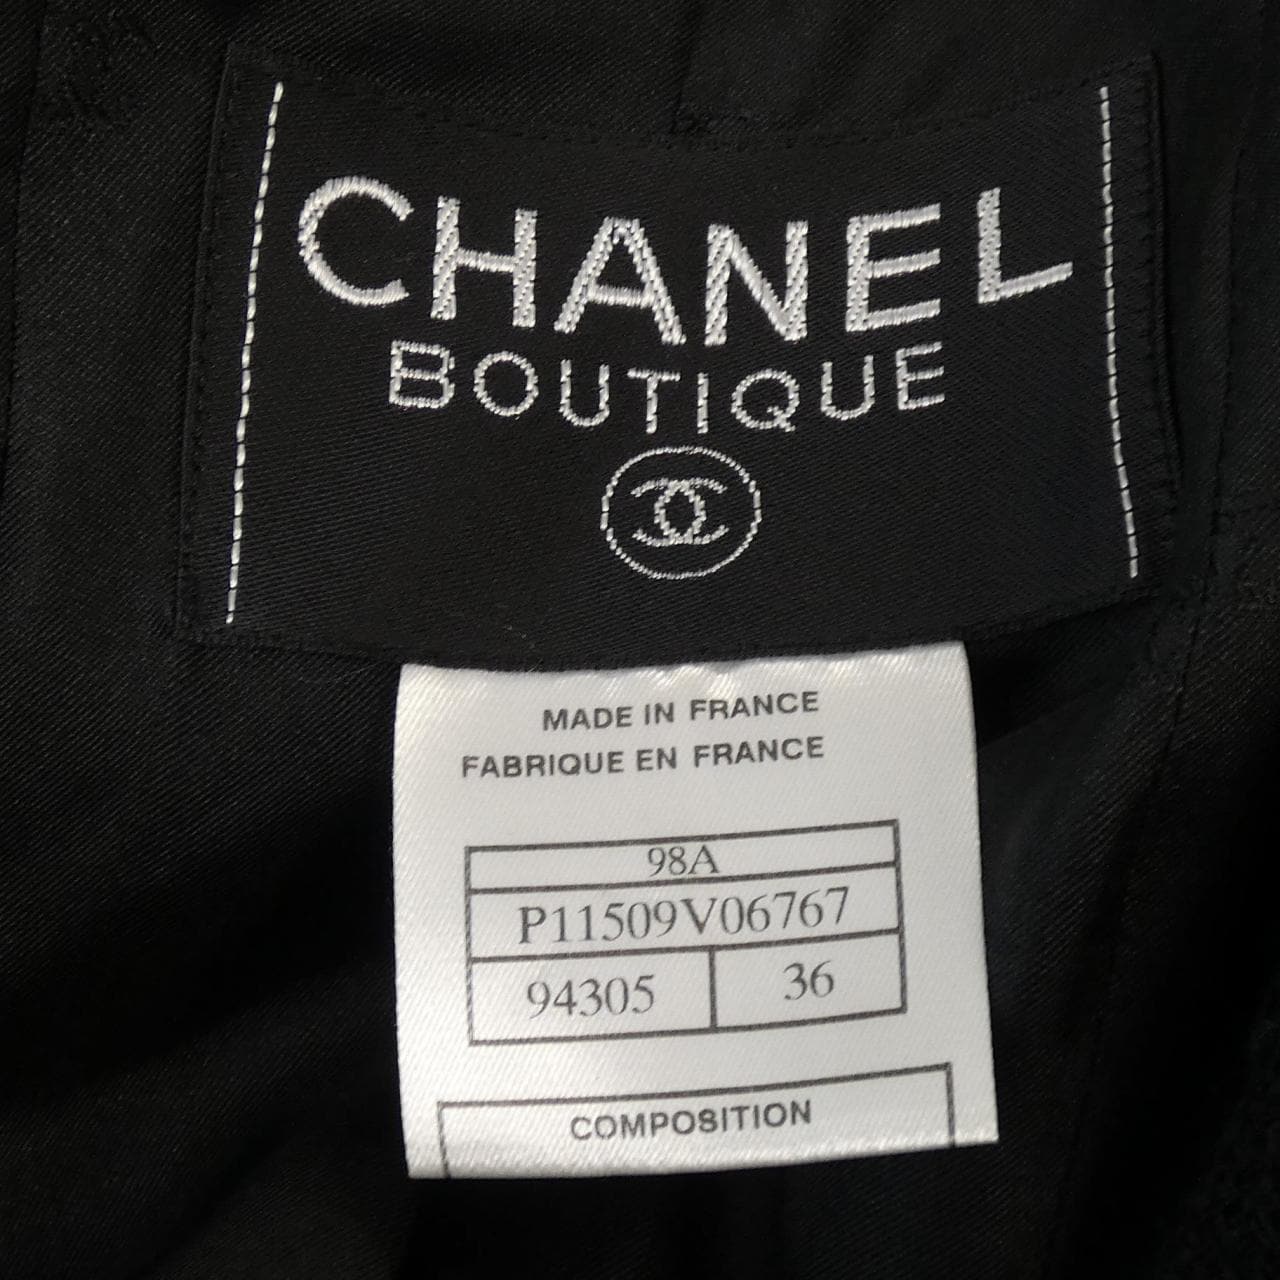 CHANEL
BOUTIQUE
MADE IN FRANCE
FABRIQUE EN FRANCE
98A
P11509V06767
94305 36
COMPOSITION